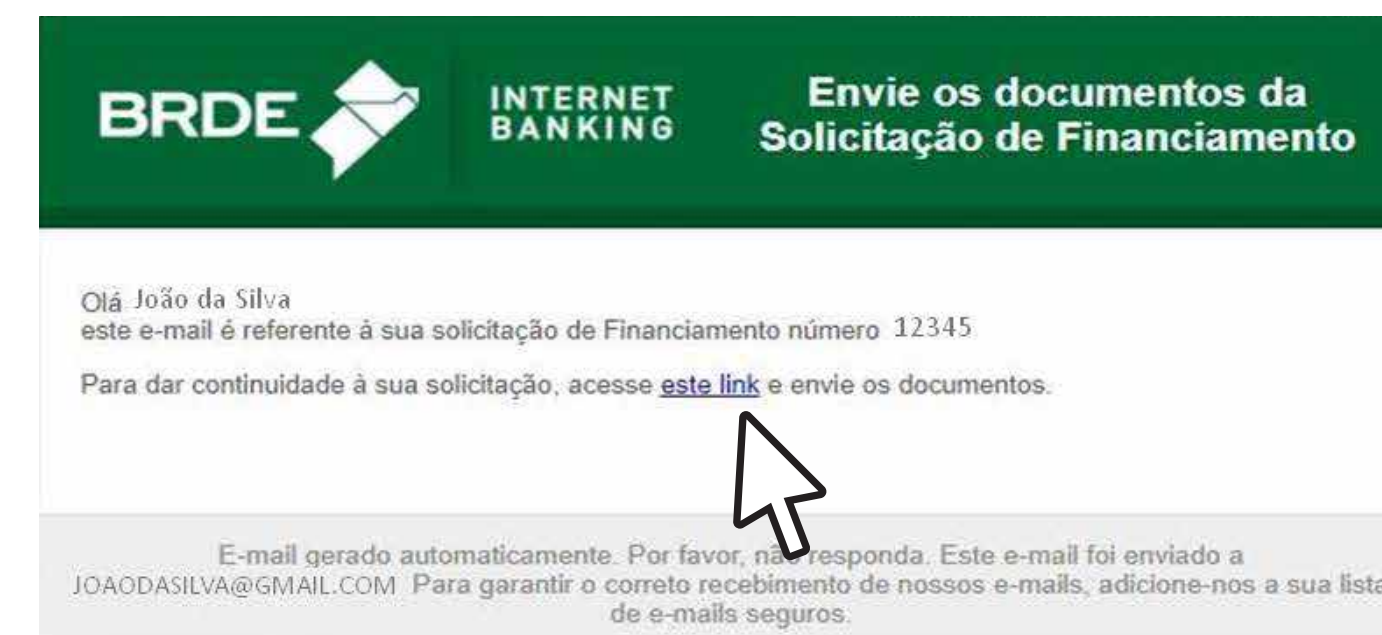 BRDE
INTERNET
BANKING
Envie os documentos da
Solicitação de Financiamento
Olá João da Silva
este e-mail é referente à sua solicitação de Financiamento número 12345
Para dar continuidade à sua solicitação, acesse este link e envie os documentos.
E-mail gerado automaticamente. Por favor, não responda. Este e-mail foi enviado a
JOAODASILVA@GMAIL.COM Para garantir o correto recebimento de nossos e-mails, adicione-nos a sua lista
de e-mails seguros.